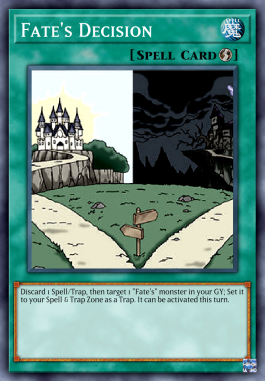 Fate's Decision
[Spell Card]
Discard 1 Spell/Trap, then target 1 "Fate's" monster in your GY; Set it
to your Spell & Trap Zone as a Trap. It can be activated this turn.